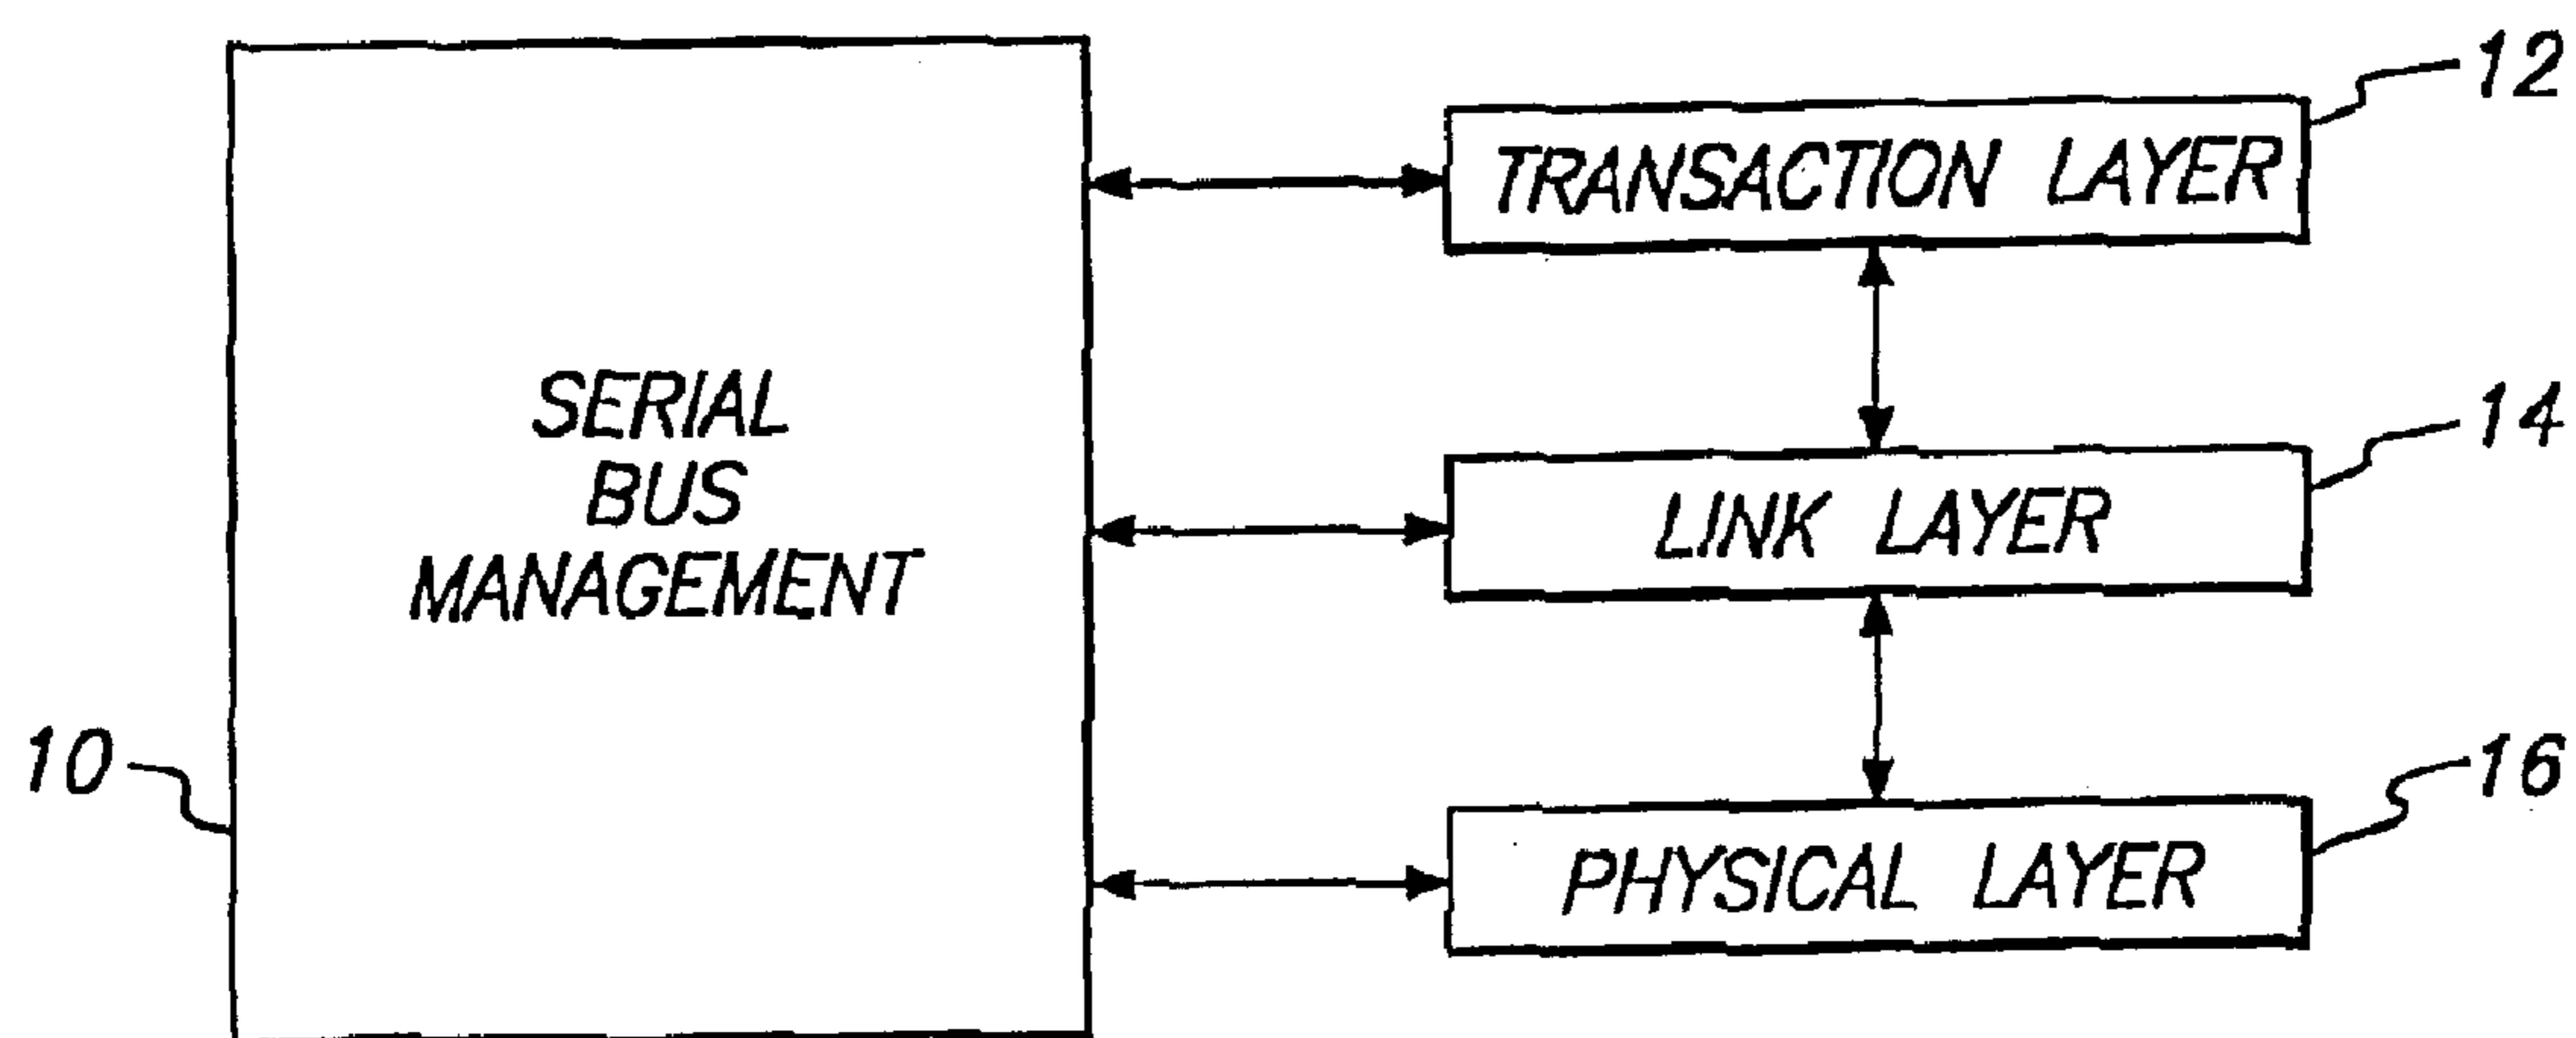 12
TRANSACTION LAYER
SERIAL
BUS
MANAGEMENT
14
LINK LAYER
10
16
PHYSICAL LAYER